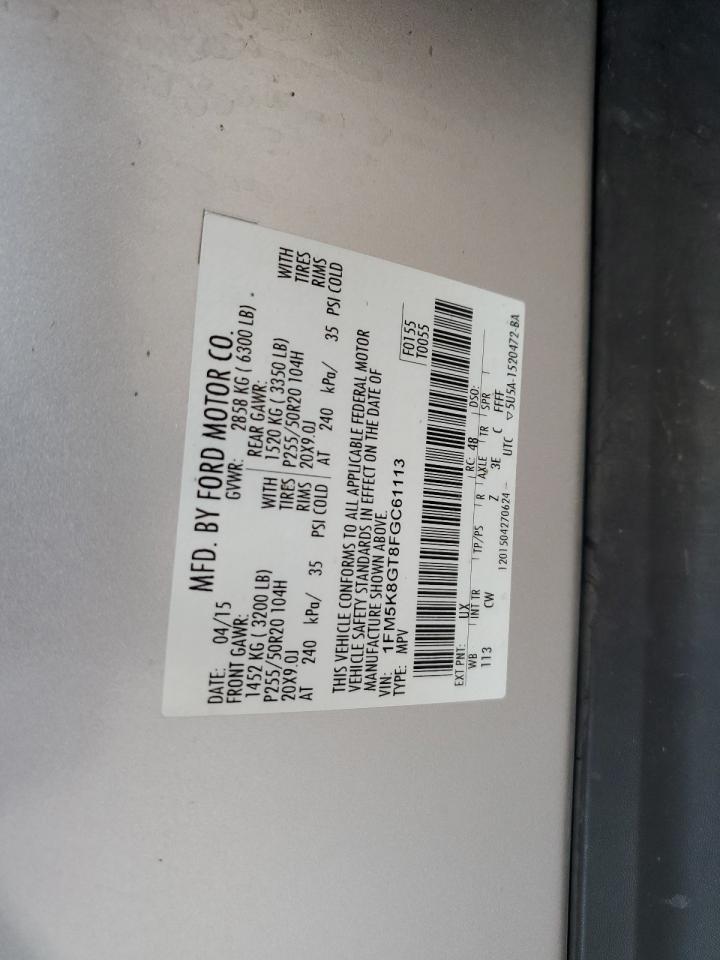 MFD. BY FORD MOTOR CO.
DATE: 04/15 GVWR: 2858 KG ( 6300 LB)
FRONT GAWR: REAR GAWR:
1452 KG ( 3200 LB) WITH 1520 KG ( 3350 LB) WITH
P255/50R20 104H TIRES P255/50R20 104H TIRES
20X9.0J RIMS 20X9.0J RIMS
AT 240 kPa/ 35 PSI COLD AT 240 kPa/ 35 PSI COLD
THIS VEHICLE CONFORMS TO ALL APPLICABLE FEDERAL MOTOR
VEHICLE SAFETY STANDARDS IN EFFECT ON THE DATE OF
MANUFACTURE SHOWN ABOVE.
VIN: 1FM5K8GT8FGC61113 F0155
TYPE: MPV T0055
EXT PNT: UX RC: 48 DSO:
WB INT TR TP/PS R AXLE TR SPR
113 CW Z 3E C FFFF
1201504270624 UTC ▽5U5A-1520472-BA